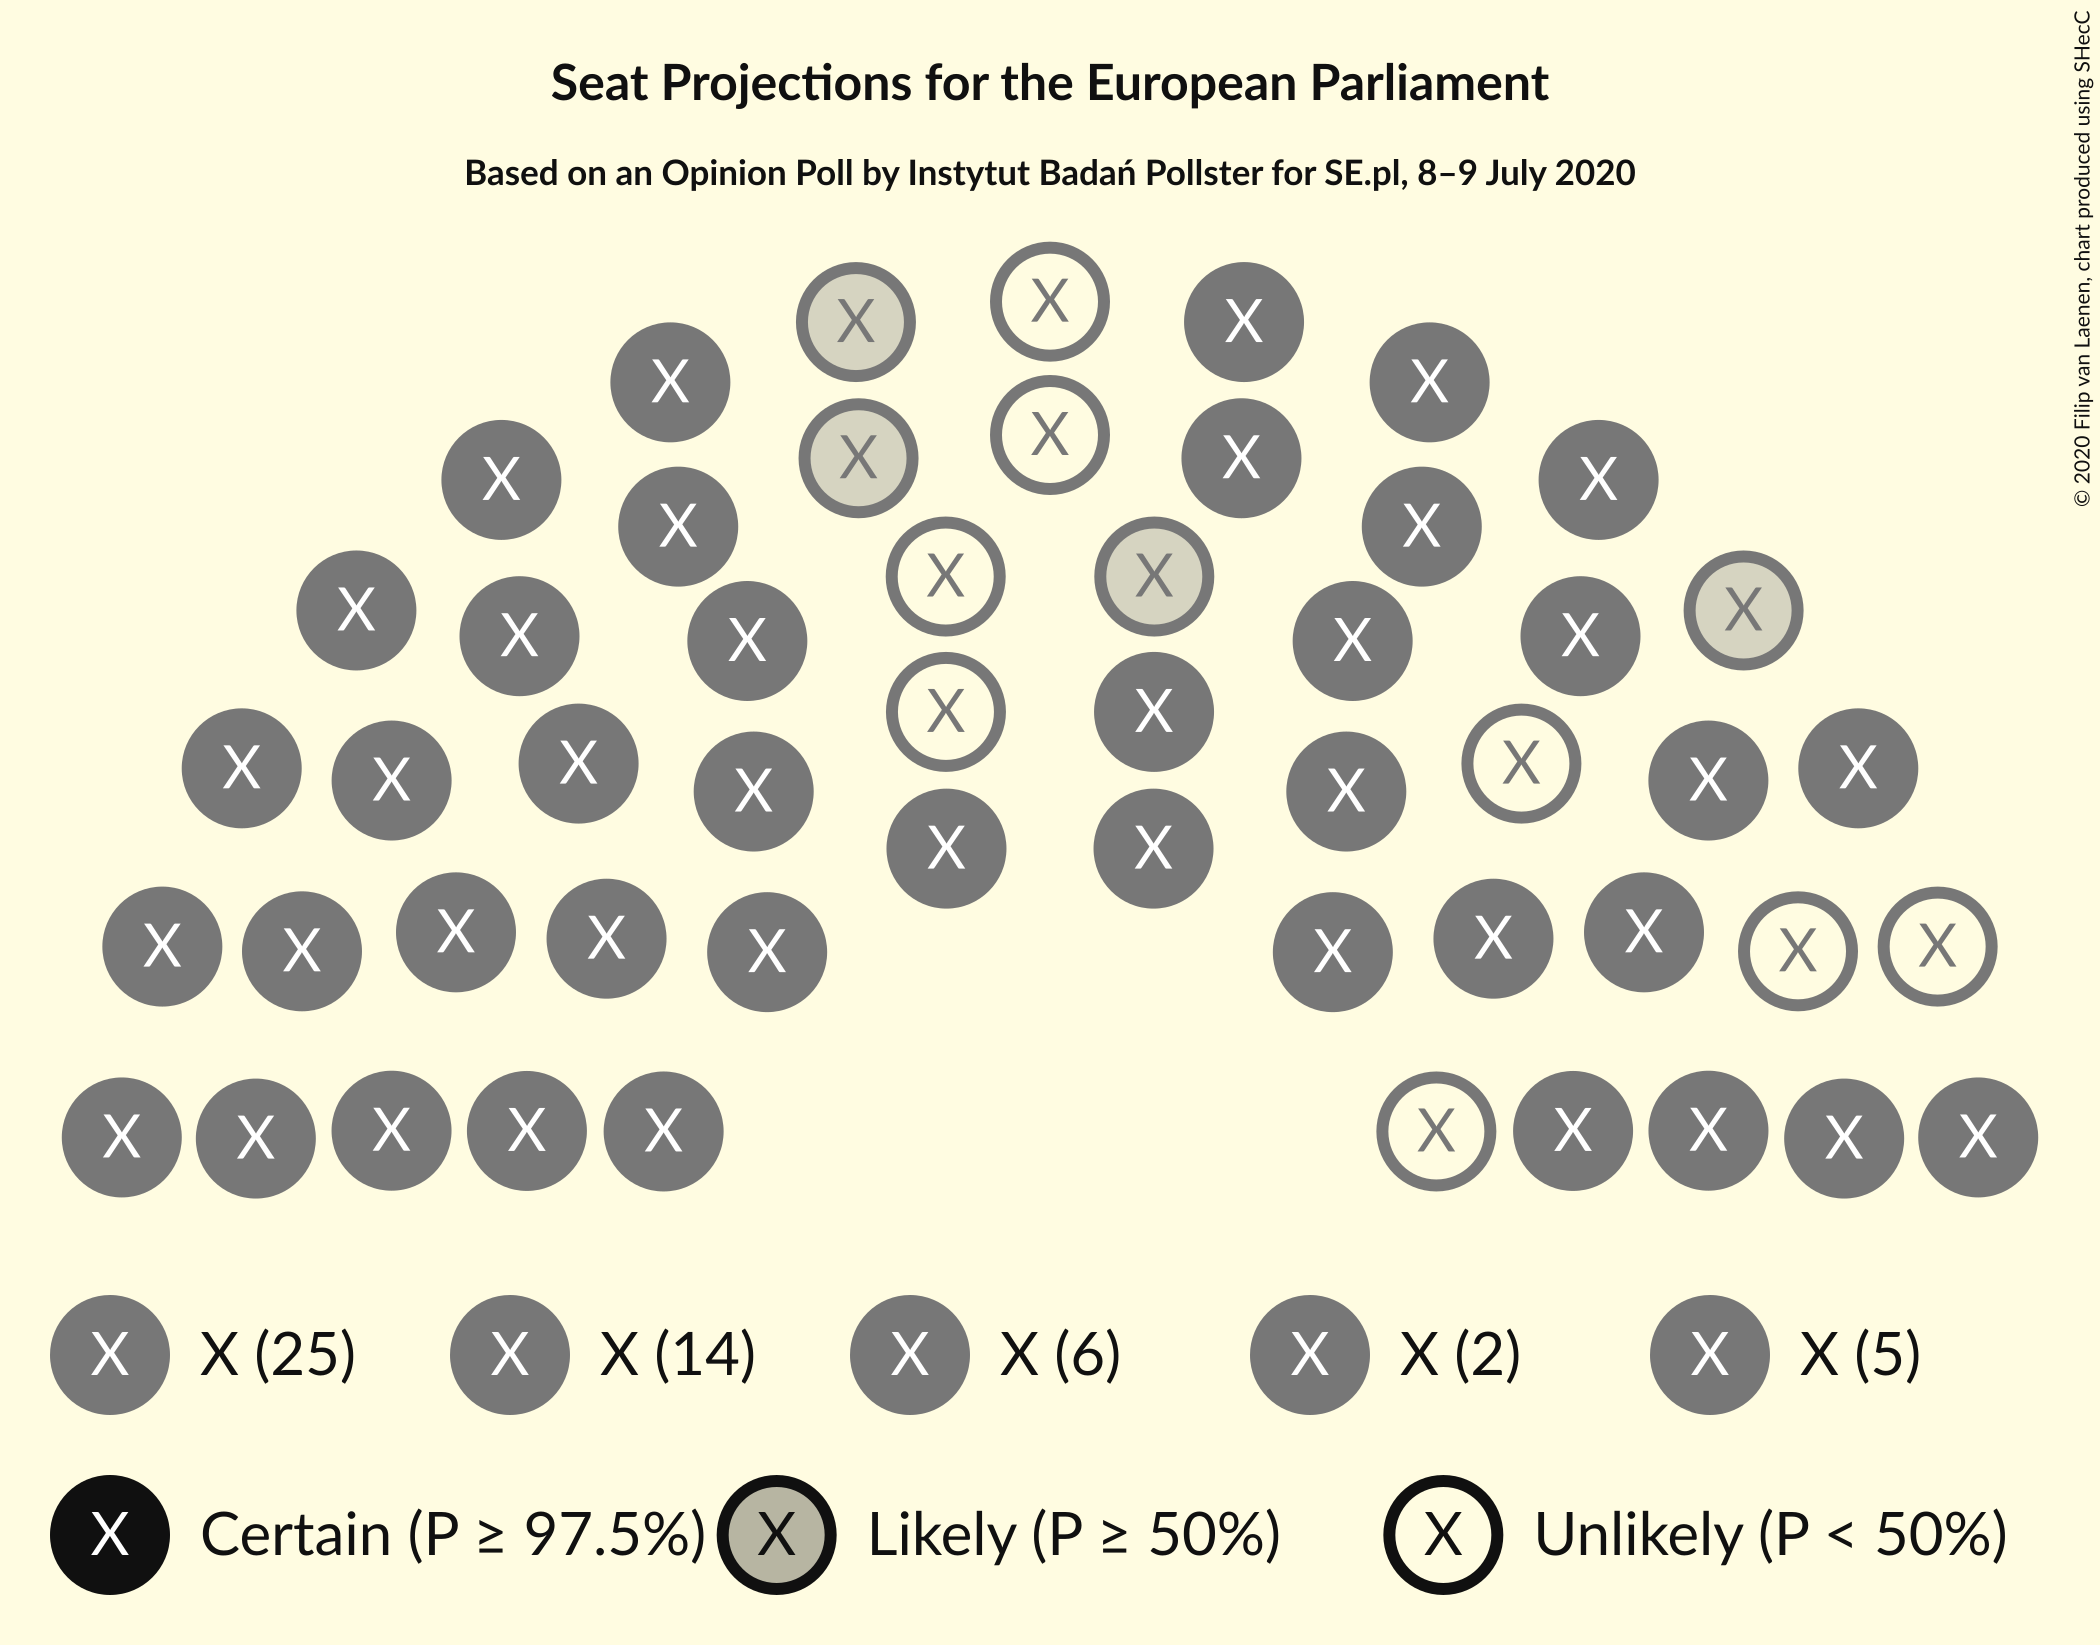 Seat Projections for the European Parliament
Based on an Opinion Poll by Instytut Badań Pollster for SE.pl, 8–9 July 2020
© 2020 Filip van Laenen, chart produced using SHecC
X X X
X X
X X X
X X
X X
X X
X X X X X X
X X
X X X X X X X X
X X
X X X X X X X X X X
X X X X X X X X X X
X X (25) X X (14) X X (6) X X (2) X X (5)
X Certain (P ≥ 97.5%) X Likely (P ≥ 50%) X Unlikely (P < 50%)